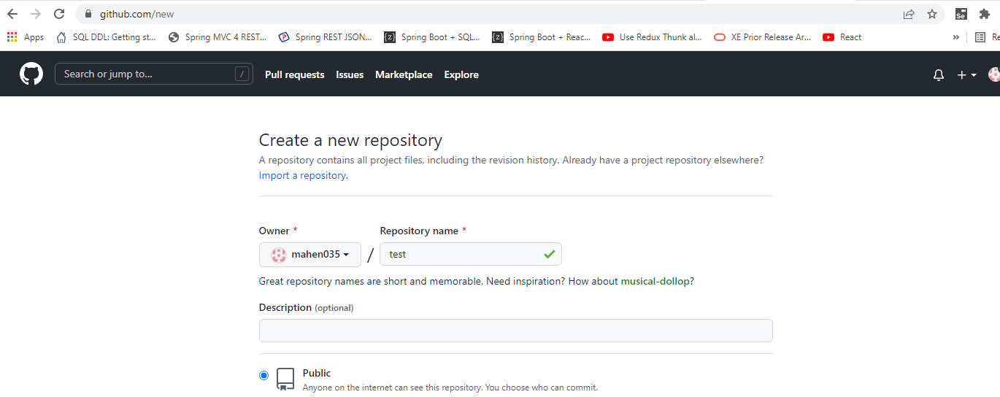 github.com/new
Apps SQL DDL: Getting st... Spring MVC 4 REST... Spring REST JSON... {z} Spring Boot + SQL... {z} Spring Boot + Reac... Use Redux Thunk al... XE Prior Release Ar... React » Re
Search or jump to... / Pull requests Issues Marketplace Explore
Create a new repository
A repository contains all project files, including the revision history. Already have a project repository elsewhere?
Import a repository.
Owner * Repository name *
mahen035 / test
Great repository names are short and memorable. Need inspiration? How about musical-dollop?
Description (optional)
Public
Anyone on the internet can see this repository. You choose who can commit.